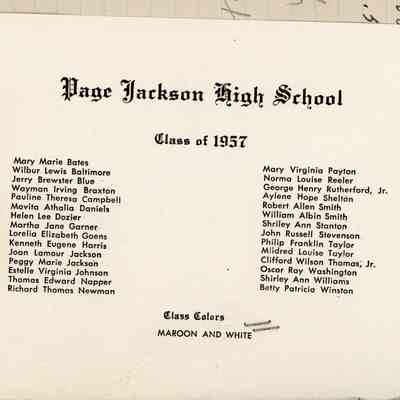 Page Jackson High School
Class of 1957
Mary Marie Bates
Wilbur Lewis Baltimore
Jerry Brewster Blue
Wayman Irving Braxton
Pauline Theresa Campbell
Movita Athalia Daniels
Helen Lee Dozier
Martha Jane Garner
Lorelia Elizabeth Goens
Kenneth Eugene Harris
Joan Lamour Jackson
Peggy Marie Jackson
Estelle Virginia Johnson
Thomas Edward Napper
Richard Thomas Newman
Mary Virginia Payton
Norma Louise Reeler
George Henry Rutherford, Jr.
Aylene Hope Shelton
Robert Allen Smith
William Albin Smith
Shriley Ann Stanton
John Russell Stevenson
Philip Franklin Taylor
Mildred Louise Taylor
Clifford Wilson Thomas, Jr.
Oscar Ray Washington
Shirley Ann Williams
Betty Patricia Winston
Class Colors
MAROON AND WHITE